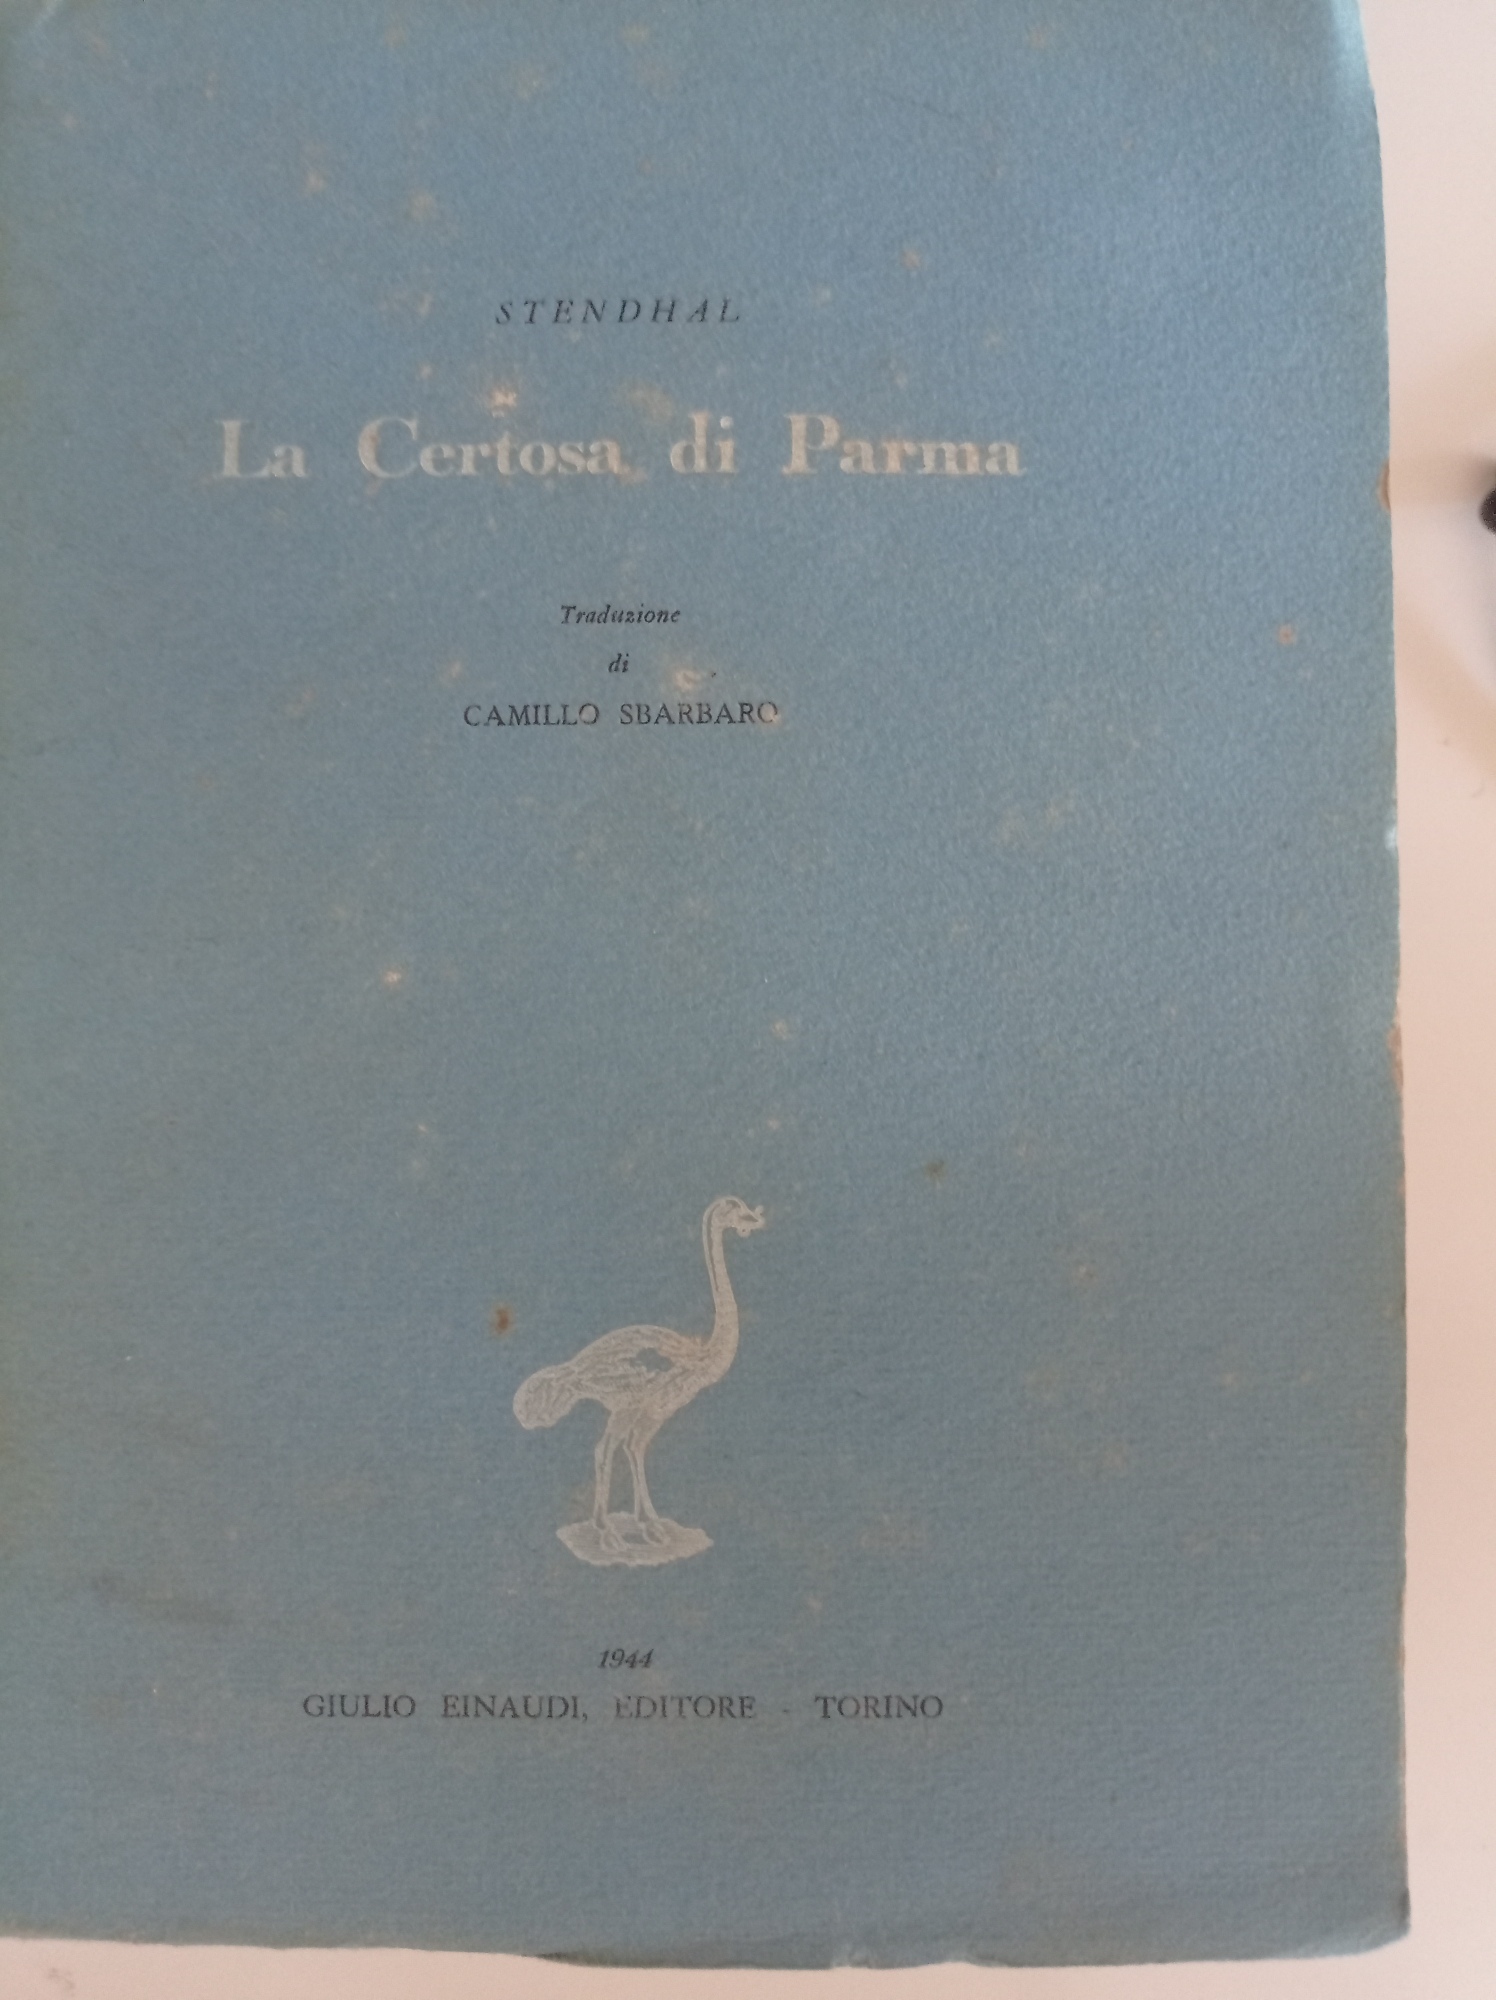 STENDHAL
La Certosa di Parma
Traduzione
di
CAMILLO SBARBARO
1944
GIULIO EINAUDI, EDITORE - TORINO